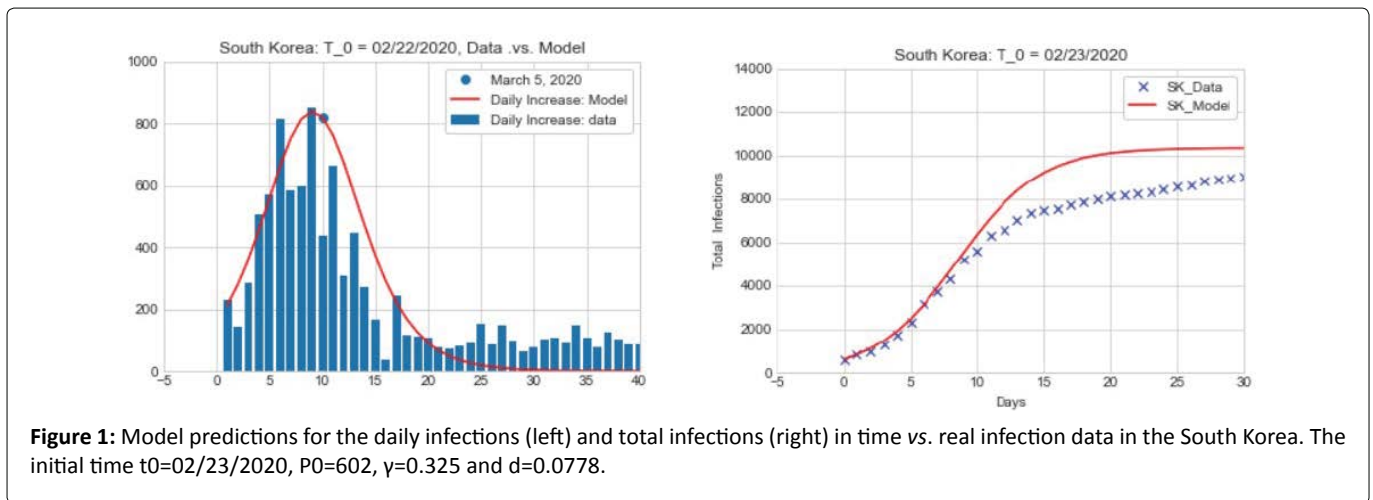 South Korea: T_0 = 02/22/2020, Data .vs. Model
1000
800
600
400
200
0
−5
0
5
10
15
20
25
30
35
40
March 5, 2020
Daily Increase: Model
Daily Increase: data
South Korea: T_0 = 02/23/2020
Total Infections
14000
12000
10000
8000
6000
4000
2000
0
−5
0
5
10
15
20
25
30
Days
SK_Data
SK_Model
Figure 1: Model predictions for the daily infections (left) and total infections (right) in time vs. real infection data in the South Korea. The
initial time t0=02/23/2020, P0=602, γ=0.325 and d=0.0778.